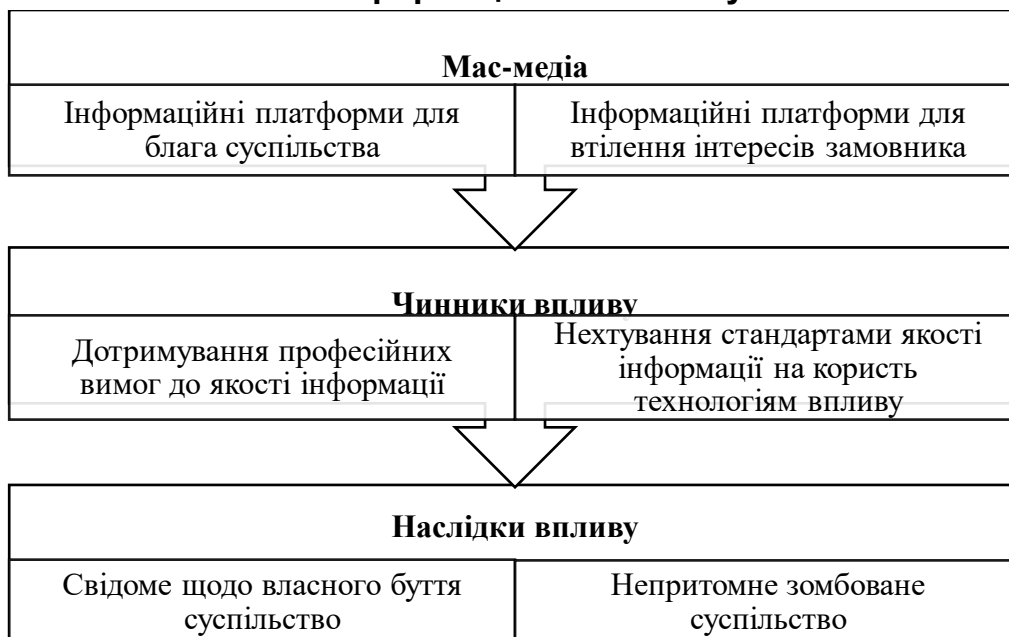 Мас-медіа
Інформаційні платформи для
блага суспільства
Інформаційні платформи для
втілення інтересів замовника
Чинники впливу
Дотримування професійних
вимог до якості інформації
Нехтування стандартами якості
інформації на користь
технологіям впливу
Наслідки впливу
Свідоме щодо власного буття
суспільство
Непритомне зомбоване
суспільство